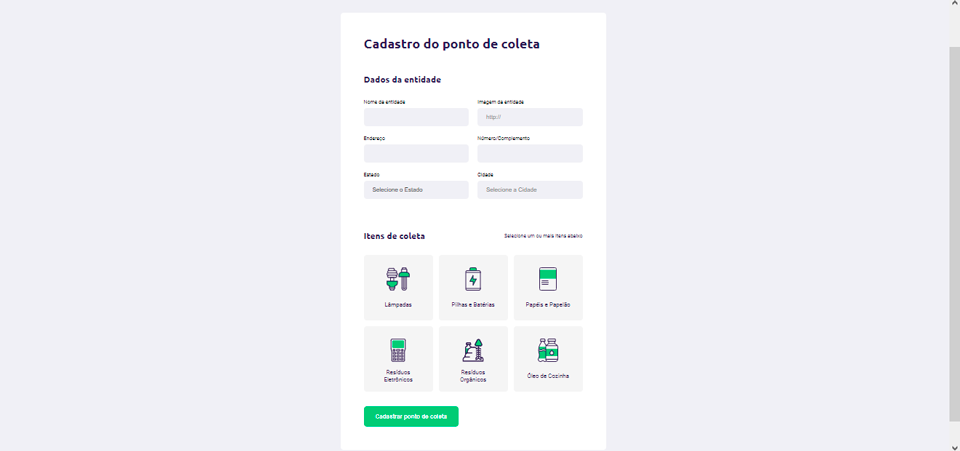 Cadastro do ponto de coleta
Dados da entidade
Nome da entidade
Imagem da entidade
http://
Endereço
Número/Complemento
Estado
Cidade
Selecione o Estado
Selecione a Cidade
Itens de coleta
Selecione um ou mais itens abaixo
Lâmpadas
Pilhas e Batérias
Papéis e Papelão
Resíduos
Eletrônicos
Resíduos
Orgânicos
Óleo de Cozinha
Cadastrar ponto de coleta